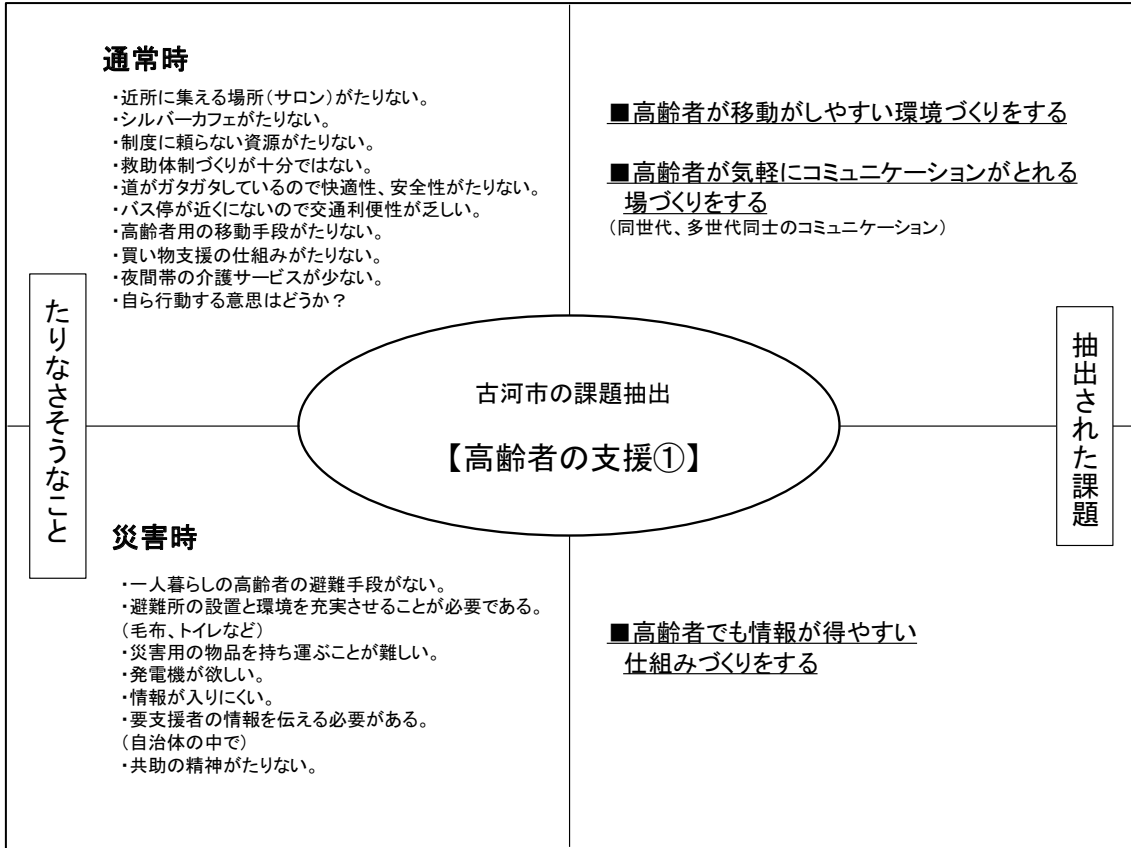 通常時
・近所に集える場所（サロン）がたりない。
・シルバーカフェがたりない。
・制度に頼らない資源がたりない。
・救助体制づくりが十分ではない。
・道がガタガタしているので快適性、安全性がたりない。
・バス停が近くにないので交通利便性が乏しい。
・高齢者用の移動手段がたりない。
・買い物支援の仕組みがたりない。
・夜間帯の介護サービスが少ない。
・自ら行動する意思はどうか？
■高齢者が移動がしやすい環境づくりをする
■高齢者が気軽にコミュニケーションがとれる
場づくりをする
（同世代、多世代同士のコミュニケーション）
たりなさそうなこと
古河市の課題抽出
【高齢者の支援①】
抽出された課題
災害時
・一人暮らしの高齢者の避難手段がない。
・避難所の設置と環境を充実させることが必要である。
（毛布、トイレなど）
・災害用の物品を持ち運ぶことが難しい。
・発電機が欲しい。
・情報が入りにくい。
・要支援者の情報を伝える必要がある。
（自治体の中で）
・共助の精神がたりない。
■高齢者でも情報が得やすい
仕組みづくりをする